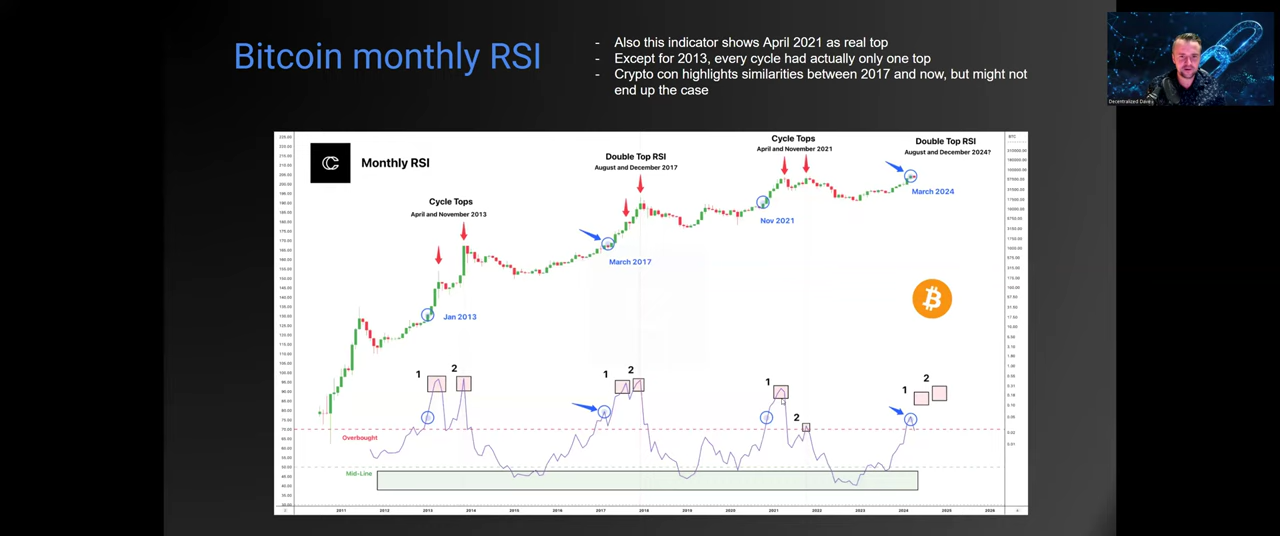 Bitcoin monthly RSI
- Also this indicator shows April 2021 as real top
- Except for 2013, every cycle had actually only one top
- Crypto con highlights similarities between 2017 and now, but might not
end up the case
Decentralized Dave
Monthly RSI
Cycle Tops
April and November 2013
Double Top RSI
August and December 2017
Cycle Tops
April and November 2021
Double Top RSI
August and December 2024?
Jan 2013
March 2017
Nov 2021
March 2024
1
2
1
2
1
2
1
2
Overbought
Mid-Line
2011
2012
2013
2014
2015
2016
2017
2018
2019
2020
2021
2022
2023
2024
2025
2026